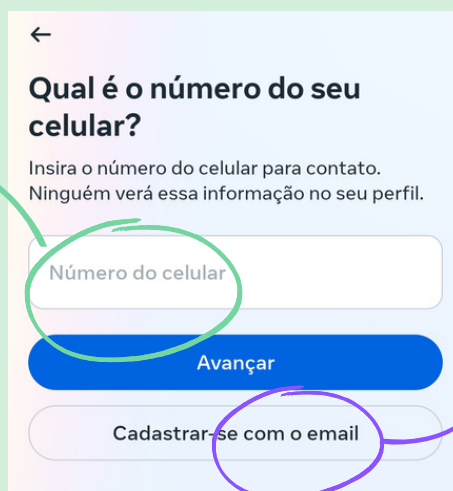 Qual é o número do seu
celular?
Insira o número do celular para contato.
Ninguém verá essa informação no seu perfil.
Número do celular
Avançar
Cadastrar-se com o email